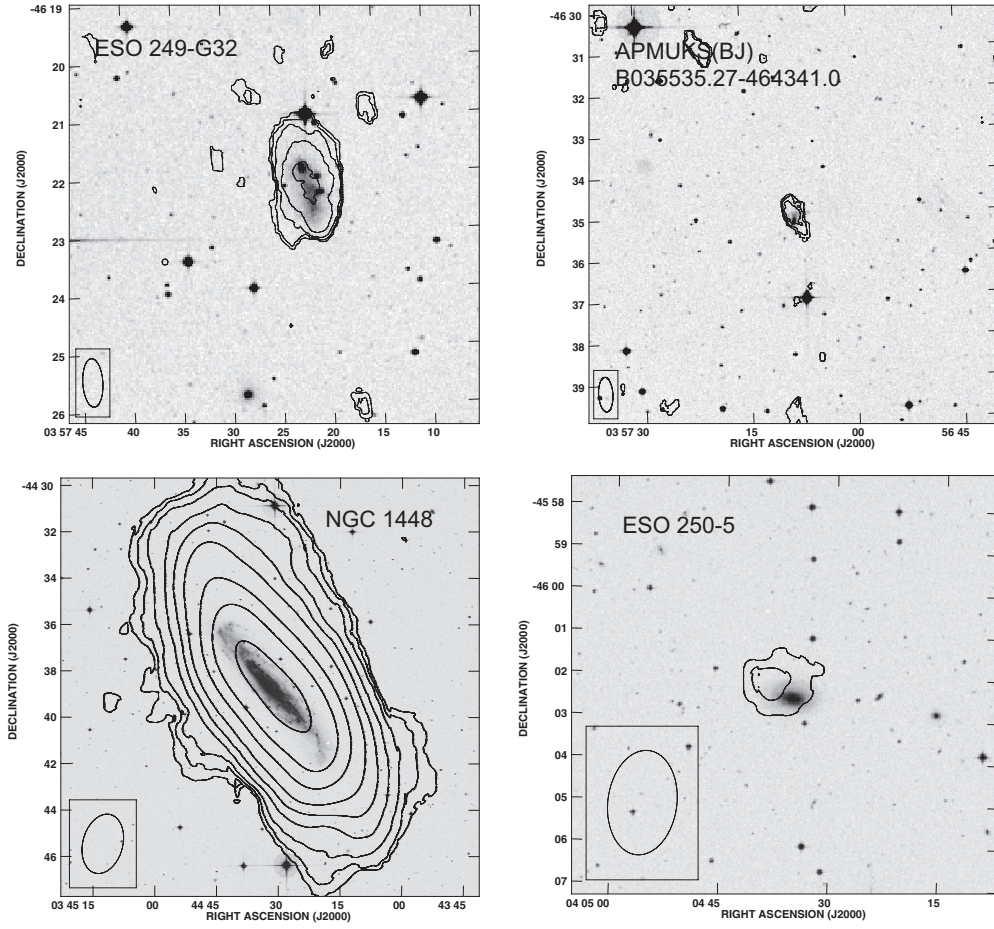 -46 19
ESO 249-G32
20
21
22
23
24
25
26
DECLINATION (J2000)
03 57 45 40 35 25 15 10
RIGHT ASCENSION (J2000)
-46 30
APMUKS(BJ)
B035535.27-464341.0
31
32
33
34
35
36
37
38
39
DECLINATION (J2000)
03 57 30 15 00 56 45
RIGHT ASCENSION (J2000)
-44 30
NGC 1448
32
34
36
38
40
42
44
46
DECLINATION (J2000)
03 45 15 00 44 45 30 15 00 43 45
RIGHT ASCENSION (J2000)
-45 58
ESO 250-5
59
-46 00
01
02
03
04
05
06
07
DECLINATION (J2000)
04 05 00 04 45 30 15
RIGHT ASCENSION (J2000)